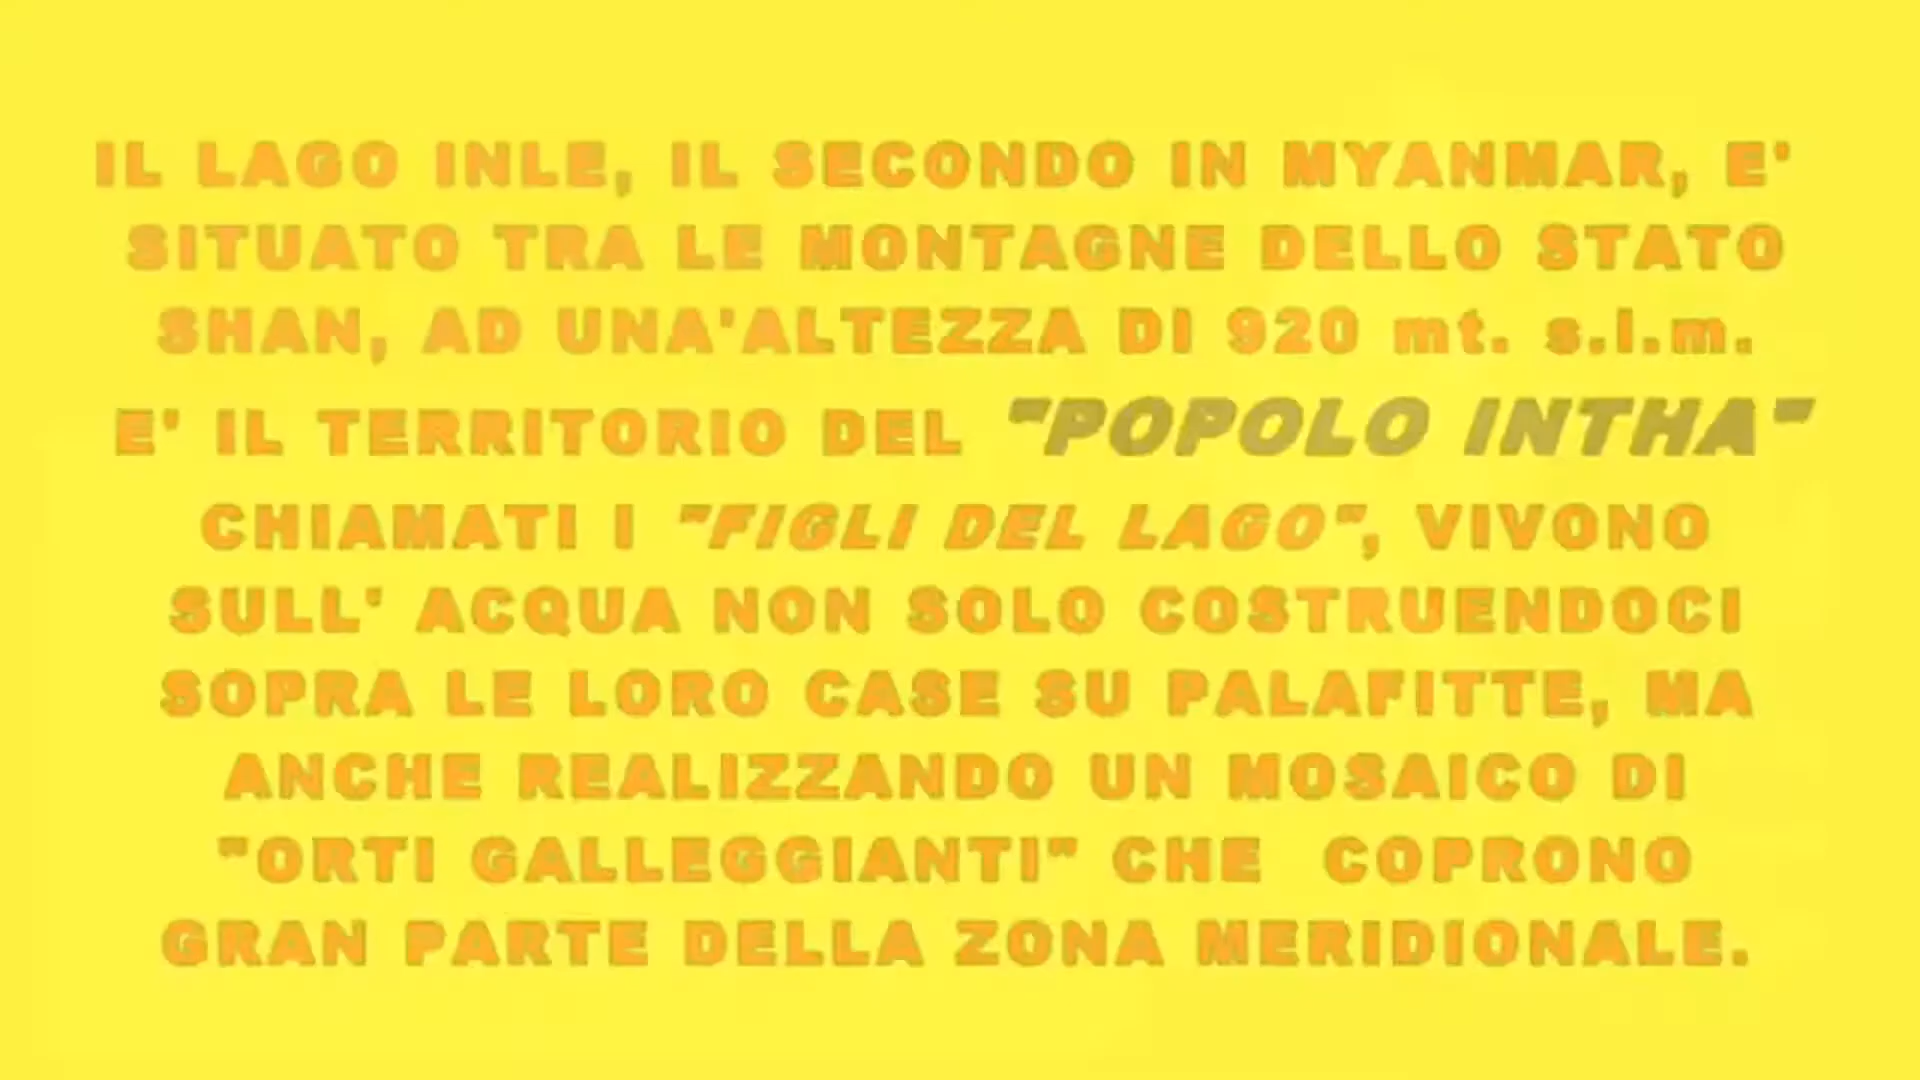 IL LAGO INLE, IL SECONDO IN MYANMAR, E'
SITUATO TRA LE MONTAGNE DELLO STATO
SHAN, AD UNA'ALTEZZA DI 920 mt. s.l.m.
E' IL TERRITORIO DEL "POPOLO INTHA"
CHIAMATI I "FIGLI DEL LAGO", VIVONO
SULL' ACQUA NON SOLO COSTRUENDOCI
SOPRA LE LORO CASE SU PALAFITTE, MA
ANCHE REALIZZANDO UN MOSAICO DI
"ORTI GALLEGGIANTI" CHE  COPRONO
GRAN PARTE DELLA ZONA MERIDIONALE.